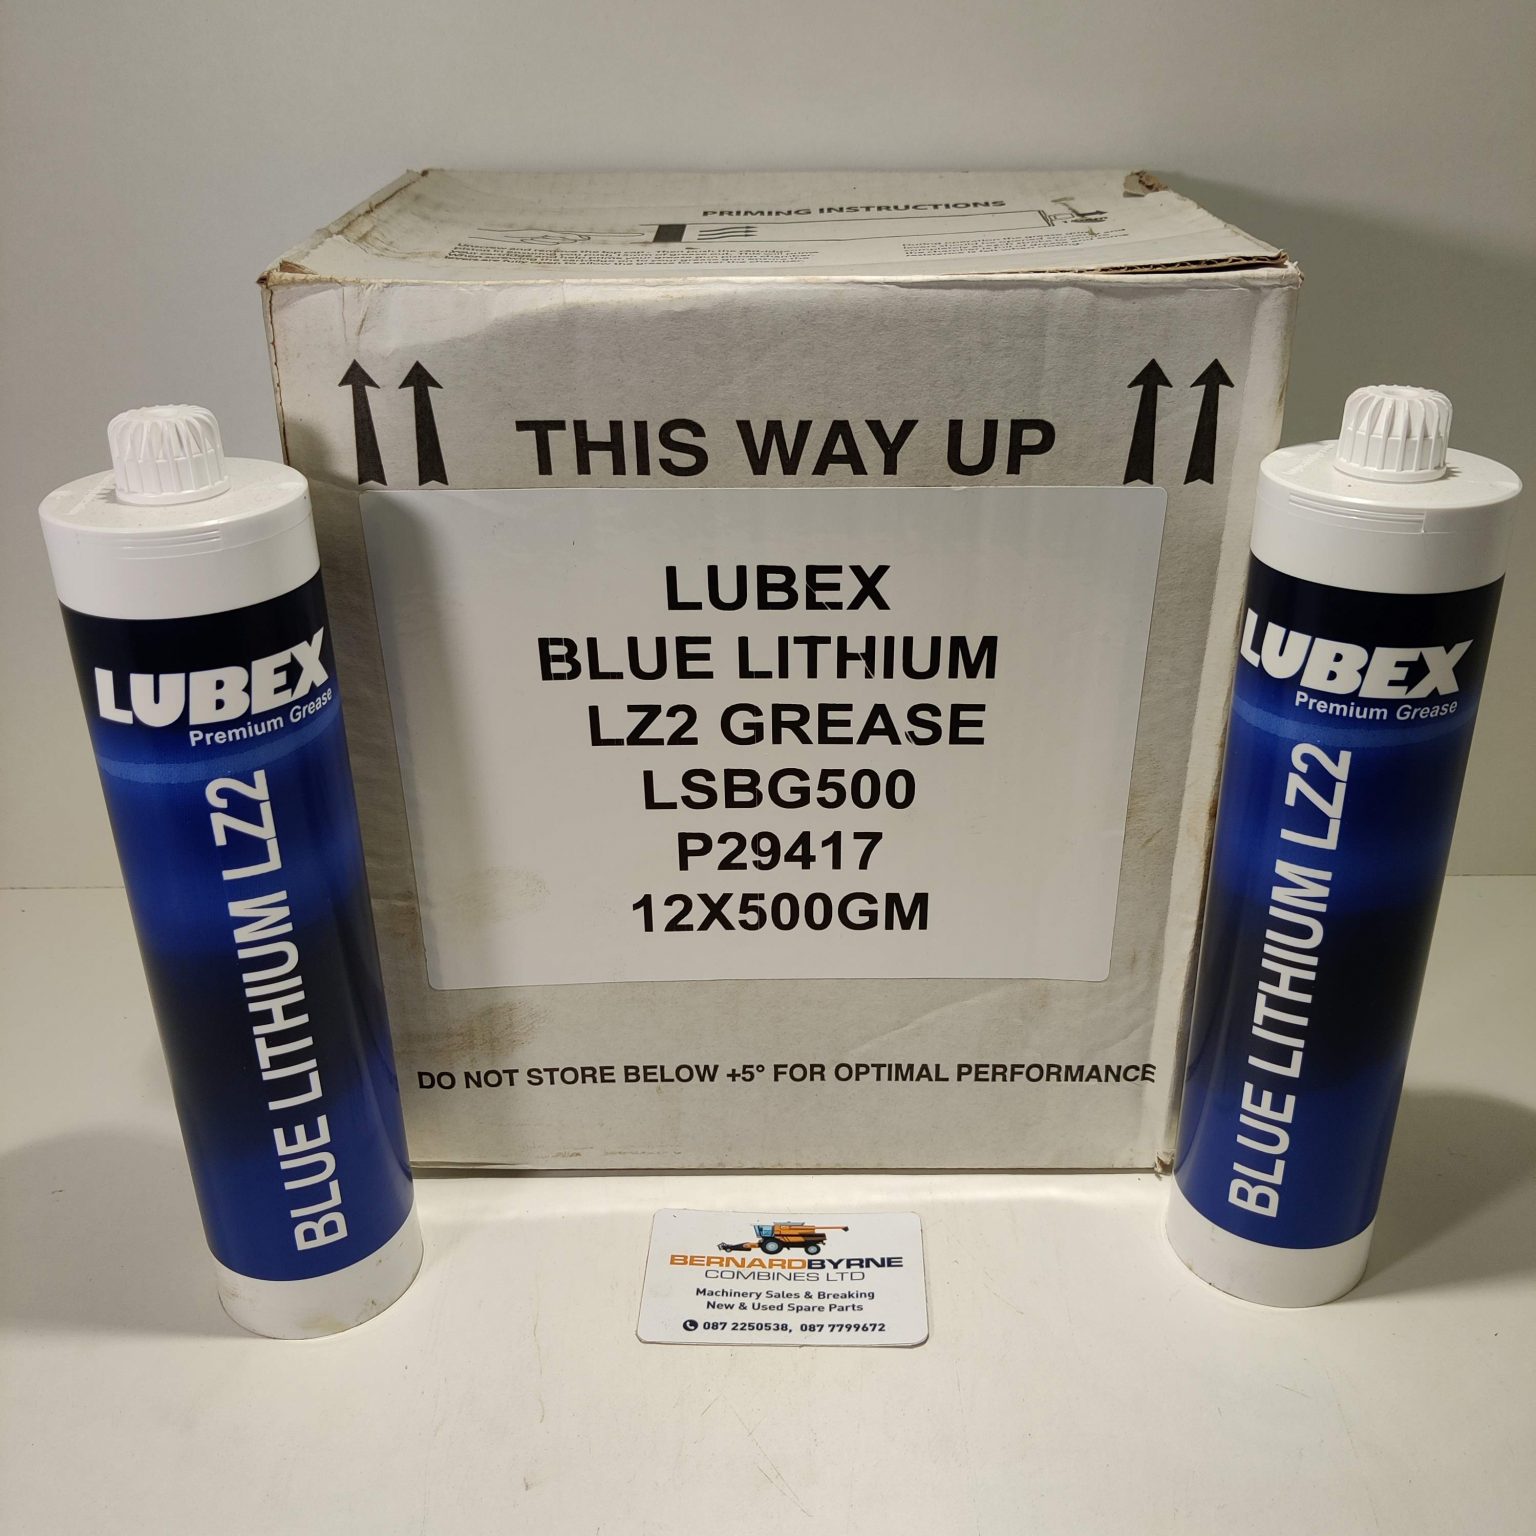 PRIMING INSTRUCTIONS
THIS WAY UP
LUBEX
BLUE LITHIUM
LZ2 GREASE
LSBG500
P29417
12X500GM
DO NOT STORE BELOW +5° FOR OPTIMAL PERFORMANCE
LUBEX
Premium Grease
BLUE LITHIUM LZ2
LUBEX
Premium Grease
BLUE LITHIUM LZ2
BERNARDBYRNE
COMBINES LTD
Machinery Sales & Breaking
New & Used Spare Parts
087 2250538, 087 7799672